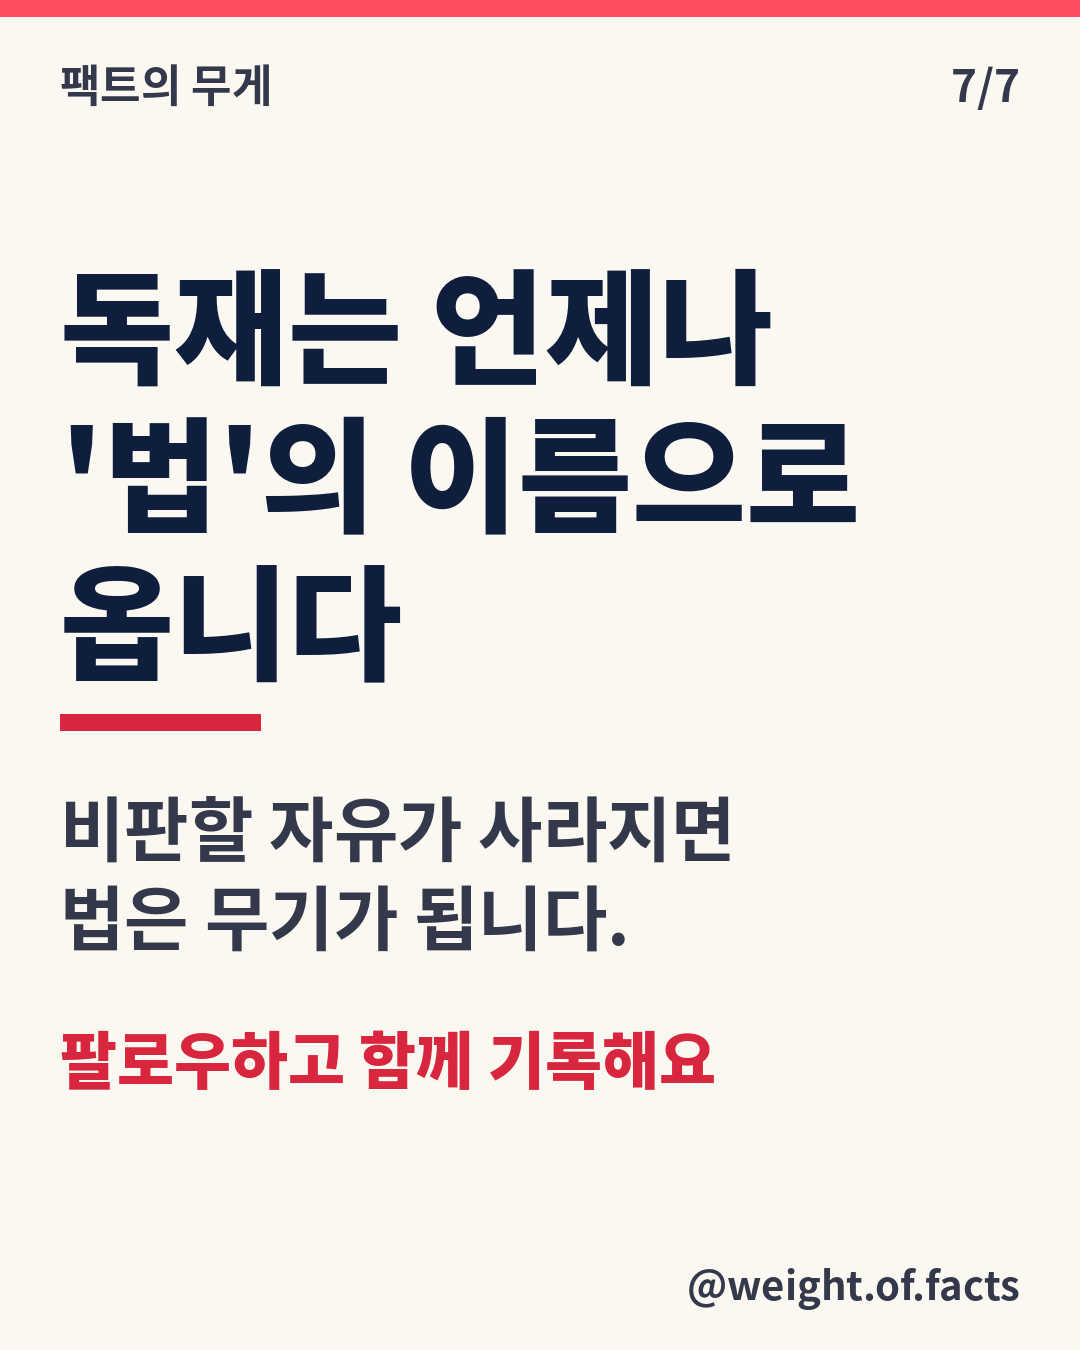 팩트의 무게
7/7
독재는 언제나
'법'의 이름으로
옵니다
비판할 자유가 사라지면
법은 무기가 됩니다.
팔로우하고 함께 기록해요
@weight.of.facts